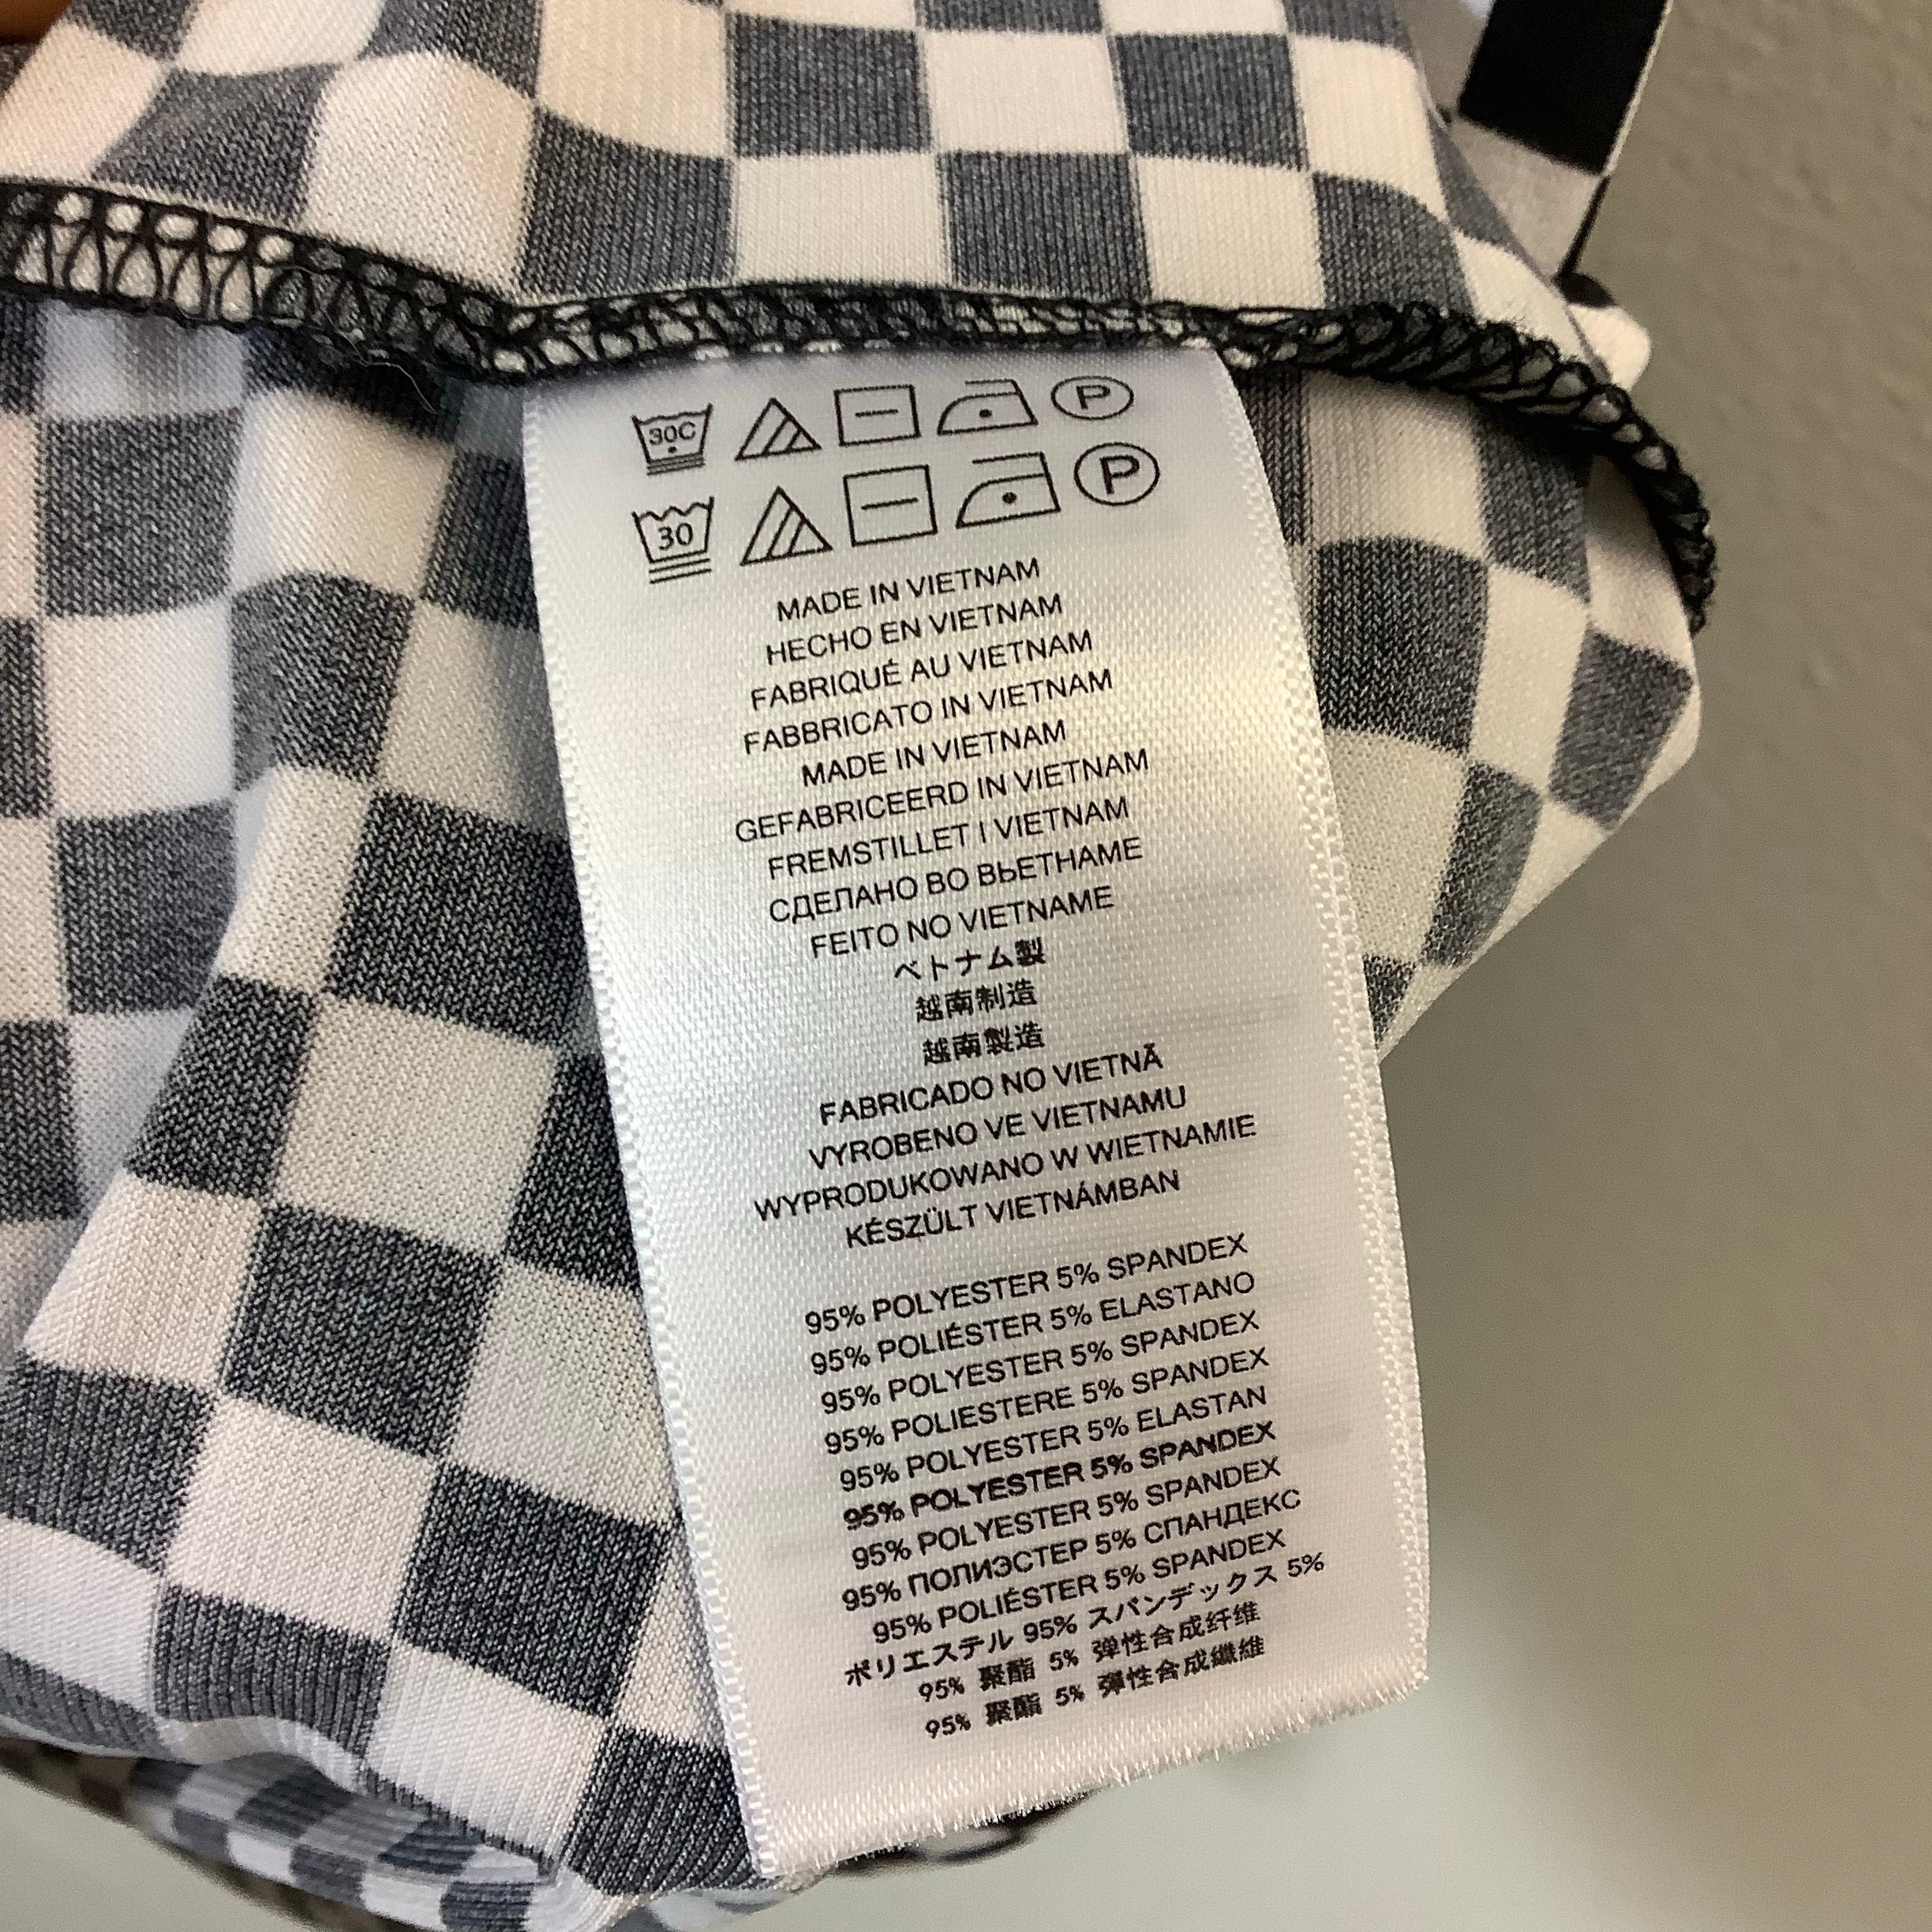 30C P
30 P
MADE IN VIETNAM
HECHO EN VIETNAM
FABRIQUÉ AU VIETNAM
FABBRICATO IN VIETNAM
MADE IN VIETNAM
GEFABRICEERD IN VIETNAM
FREMSTILLET I VIETNAM
СДЕЛАНО ВО ВЬЕТНАМЕ
FEITO NO VIETNAME
ベトナム製
越南制造
越南製造
FABRICADO NO VIETNÃ
VYROBENO VE VIETNAMU
WYPRODUKOWANO W WIETNAMIE
KÉSZÜLT VIETNÁMBAN
95% POLYESTER 5% SPANDEX
95% POLIÉSTER 5% ELASTANO
95% POLYESTER 5% SPANDEX
95% POLIESTERE 5% SPANDEX
95% POLYESTER 5% ELASTAN
95% POLYESTER 5% SPANDEX
95% POLYESTER 5% SPANDEX
95% ПОЛИЭСТЕР 5% СПАНДЕКС
95% POLIÉSTER 5% SPANDEX
ポリエステル 95% スパンデックス 5%
95% 聚酯 5% 弹性合成纤维
95% 聚酯 5% 彈性合成纖維